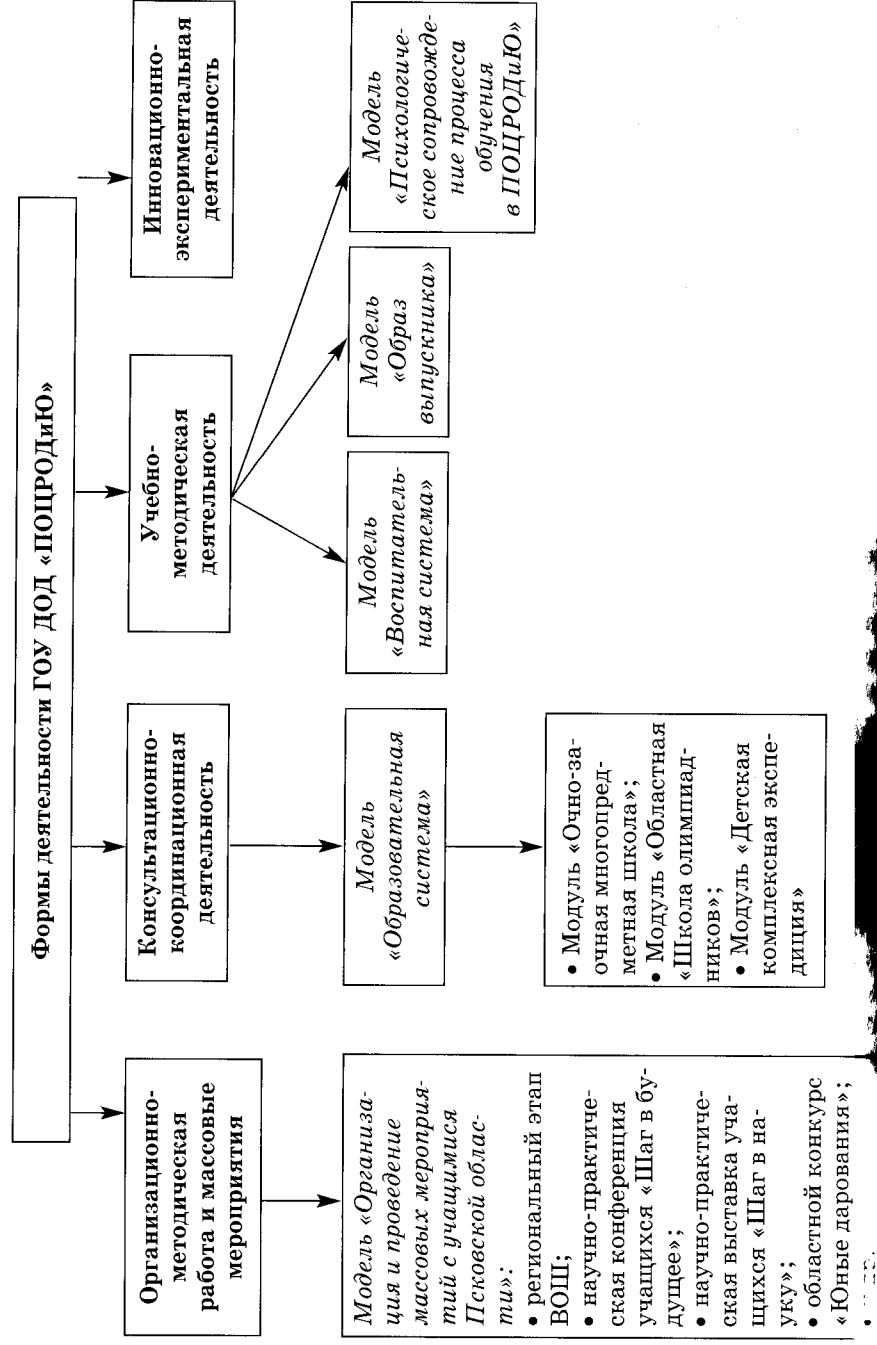 Формы деятельности ГОУ ДОД «ПОЦРОДиЮ»
Организационно-
методическая
работа и массовые
мероприятия
Консультационно-
координационная
деятельность
Учебно-
методическая
деятельность
Инновационно-
экспериментальная
деятельность
Модель «Организа-
ция и проведение
массовых мероприя-
тий с учащимися
Псковской облас-
ти»:
• региональный этап
ВОШ;
• научно-практиче-
ская конференция
учащихся «Шаг в бу-
дущее»;
• научно-практиче-
ская выставка уча-
щихся «Шаг в на-
уку»;
• областной конкурс
«Юные дарования»;
Модель
«Образовательная
система»
Модель
«Воспитатель-
ная система»
Модель
«Образ
выпускника»
Модель
«Психологиче-
ское сопровожде-
ние процесса
обучения
в ПОЦРОДиЮ»
• Модуль «Очно-за-
очная многопред-
метная школа»;
• Модуль «Областная
«Школа олимпиад-
ников»;
• Модуль «Детская
комплексная экспе-
диция»